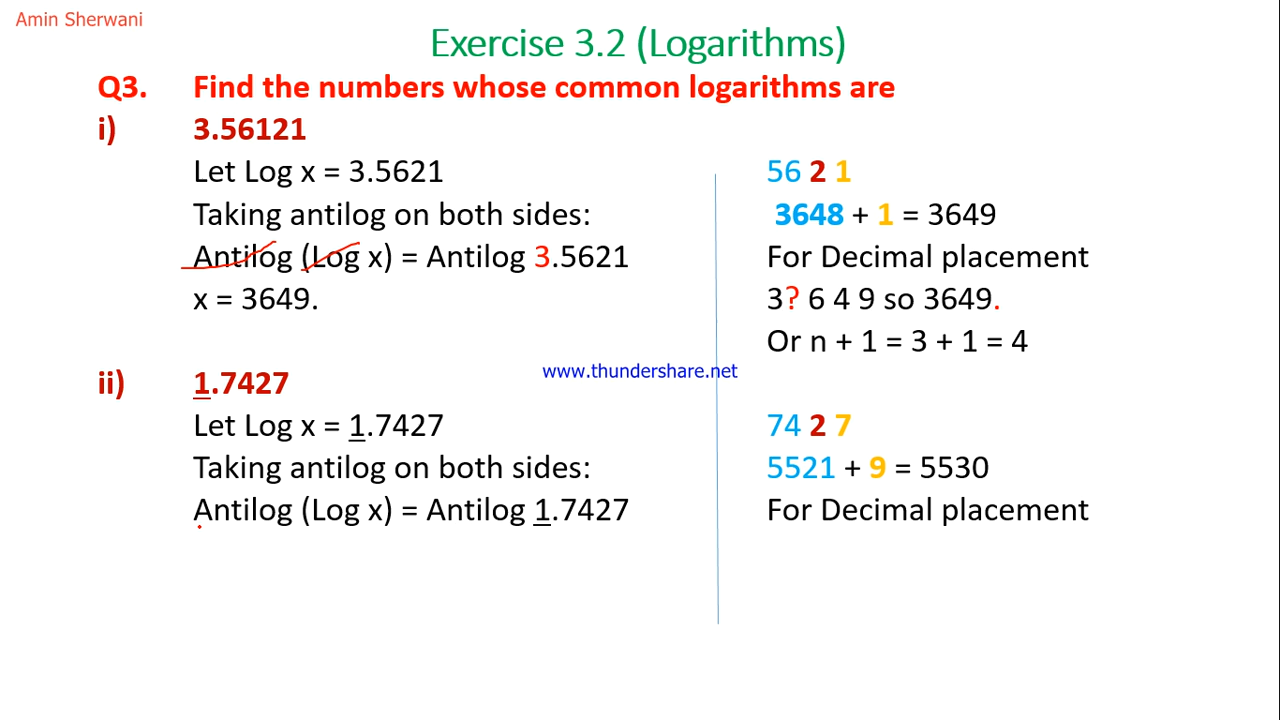 Amin Sherwani
Exercise 3.2 (Logarithms)
Q3. Find the numbers whose common logarithms are
i) 3.56121
Let Log x = 3.5621
Taking antilog on both sides:
Antilog (Log x) = Antilog 3.5621
x = 3649.
56 2 1
3648 + 1 = 3649
For Decimal placement
3? 6 4 9 so 3649.
Or n + 1 = 3 + 1 = 4
www.thundershare.net
ii) 1.7427
Let Log x = 1.7427
Taking antilog on both sides:
Antilog (Log x) = Antilog 1.7427
74 2 7
5521 + 9 = 5530
For Decimal placement